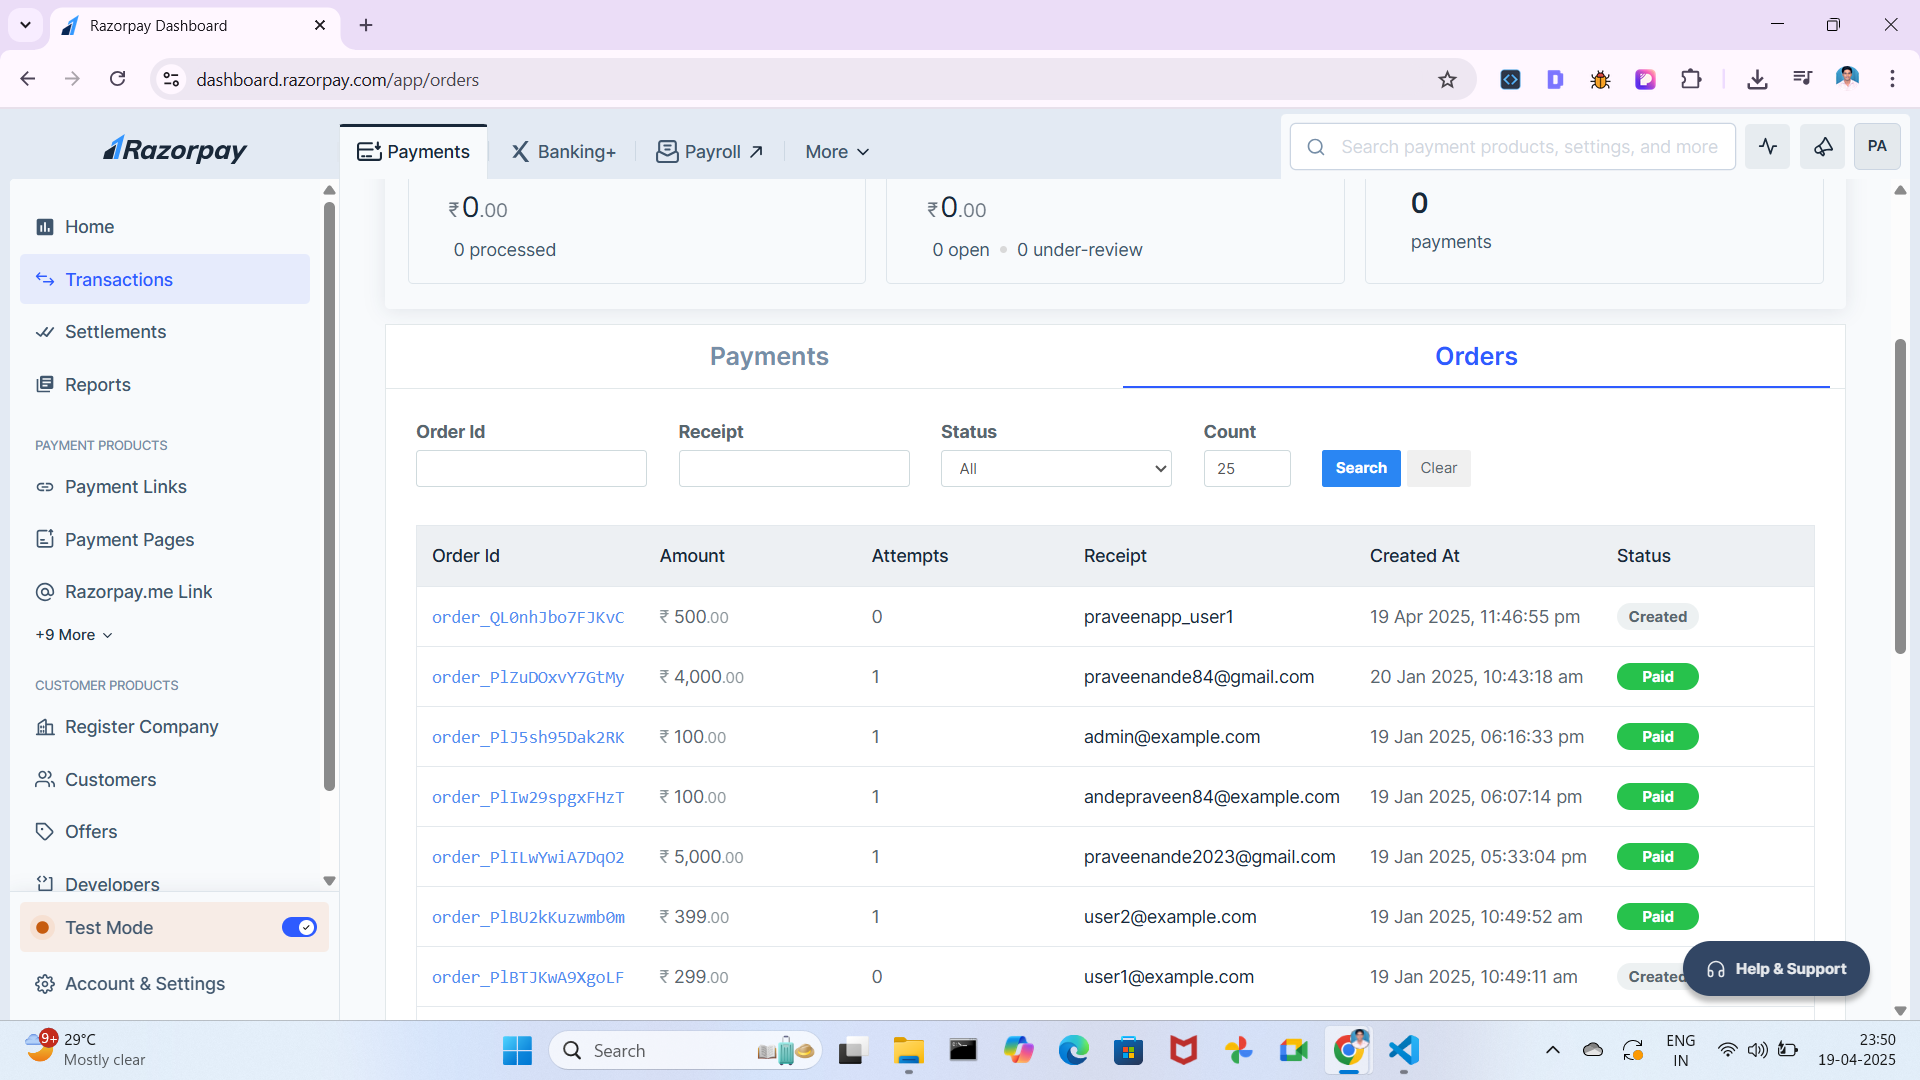 Razorpay Dashboard
dashboard.razorpay.com/app/orders
Razorpay
Payments
Banking+
Payroll
More
Search payment products, settings, and more
PA
Home
Transactions
Settlements
Reports
PAYMENT PRODUCTS
Payment Links
Payment Pages
Razorpay.me Link
+9 More
CUSTOMER PRODUCTS
Register Company
Customers
Offers
Developers
Test Mode
Account & Settings
₹0.00
0 processed
₹0.00
0 open 0 under-review
0
payments
Payments Orders
Order Id Receipt Status Count
All 25 Search Clear
Order Id Amount Attempts Receipt Created At Status
order_QL0nhJbo7FJKvC ₹ 500.00 0 praveenapp_user1 19 Apr 2025, 11:46:55 pm Created
order_PlZuDOxvY7GtMy ₹ 4,000.00 1 praveenande84@gmail.com 20 Jan 2025, 10:43:18 am Paid
order_PlJ5sh95Dak2RK ₹ 100.00 1 admin@example.com 19 Jan 2025, 06:16:33 pm Paid
order_PlIw29spgxFHzT ₹ 100.00 1 andepraveen84@example.com 19 Jan 2025, 06:07:14 pm Paid
order_PlILwYwiA7DqO2 ₹ 5,000.00 1 praveenande2023@gmail.com 19 Jan 2025, 05:33:04 pm Paid
order_PlBU2kKuzwmb0m ₹ 399.00 1 user2@example.com 19 Jan 2025, 10:49:52 am Paid
order_PlBTJKwA9XgoLF ₹ 299.00 0 user1@example.com 19 Jan 2025, 10:49:11 am Created
Help & Support
9+
29°C
Mostly clear
Search
ENG
IN
23:50
19-04-2025